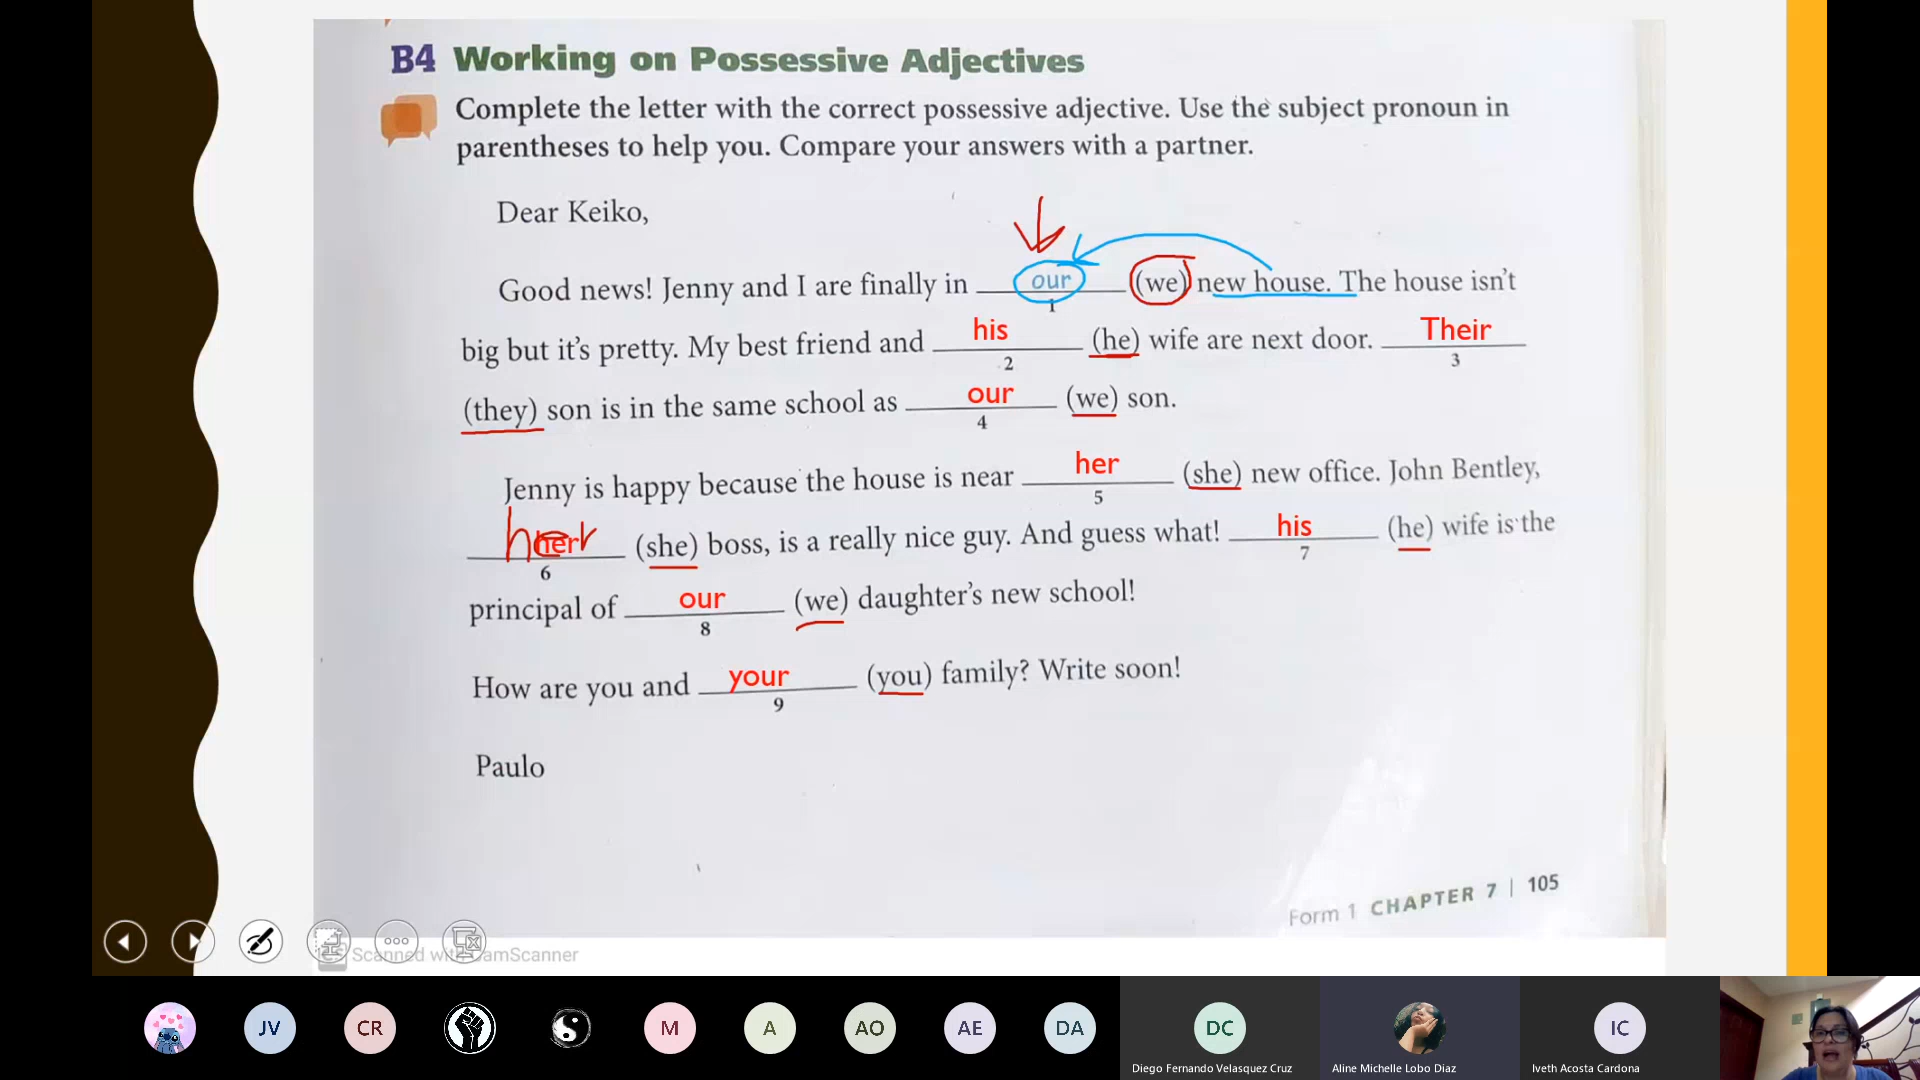 B4 Working on Possessive Adjectives
Complete the letter with the correct possessive adjective. Use the subject pronoun in
parentheses to help you. Compare your answers with a partner.
Dear Keiko,
Good news! Jenny and I are finally in our (we) new house. The house isn't
1
big but it's pretty. My best friend and his (he) wife are next door. Their
2 3
(they) son is in the same school as our (we) son.
4
Jenny is happy because the house is near her (she) new office. John Bentley,
5
her (she) boss, is a really nice guy. And guess what! his (he) wife is the
6 7
principal of our (we) daughter's new school!
8
How are you and your (you) family? Write soon!
9
Paulo
Form 1 CHAPTER 7 | 105
CS Scanned with CamScanner
JV CR M A AO AE DA DC IC
Diego Fernando Velasquez Cruz Aline Michelle Lobo Diaz Iveth Acosta Cardona